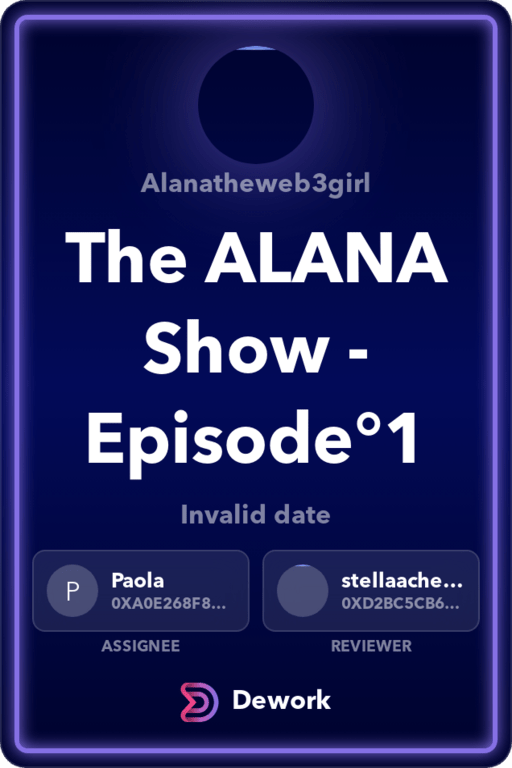 Alanatheweb3girl
The ALANA
Show -
Episode°1
Invalid date
P
Paola
0XA0E268F8...
ASSIGNEE
stellaache...
0XD2BC5CB6...
REVIEWER
Dework